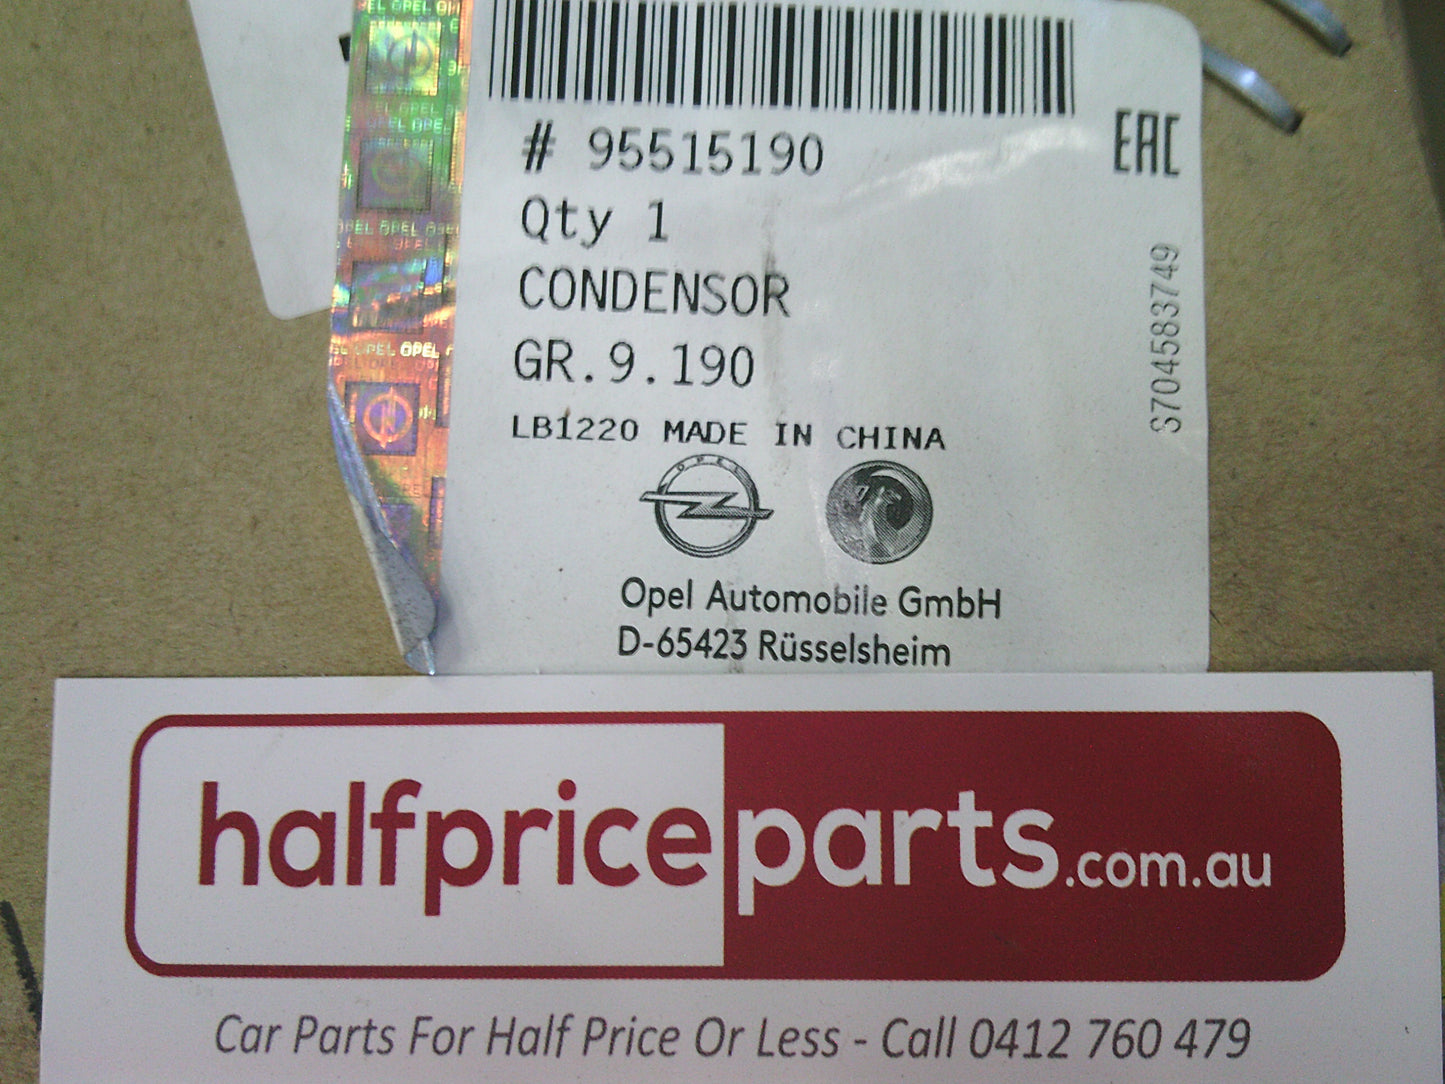 # 95515190
EAC
Qty 1
CONDENSOR
GR.9.190
LB1220 MADE IN CHINA
S704583749
OPEL
Opel Automobile GmbH
D-65423 Rüsselsheim
halfpriceparts.com.au
Car Parts For Half Price Or Less - Call 0412 760 479